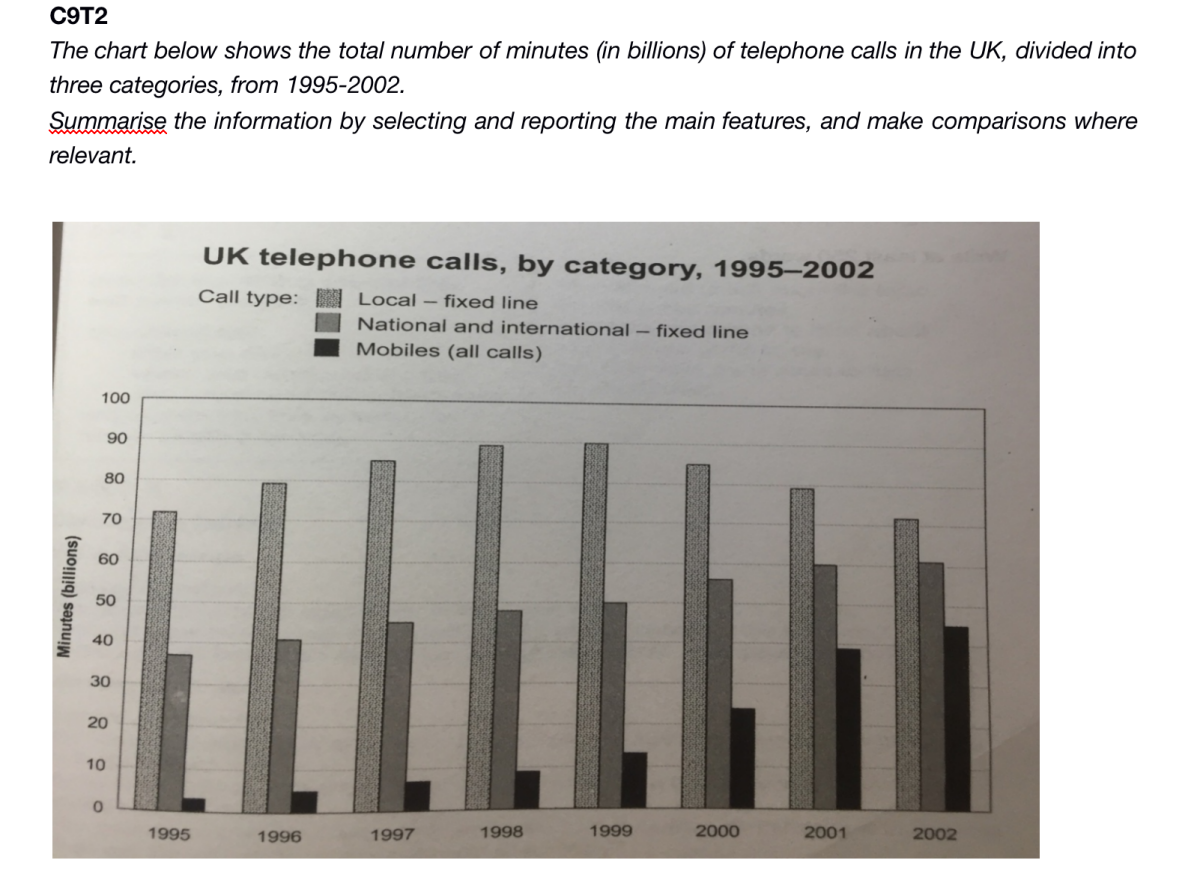 C9T2
The chart below shows the total number of minutes (in billions) of telephone calls in the UK, divided into
three categories, from 1995-2002.
Summarise the information by selecting and reporting the main features, and make comparisons where
relevant.
UK telephone calls, by category, 1995–2002
Call type: Local – fixed line
National and international – fixed line
Mobiles (all calls)
Minutes (billions)
100
90
80
70
60
50
40
30
20
10
0
1995 1996 1997 1998 1999 2000 2001 2002